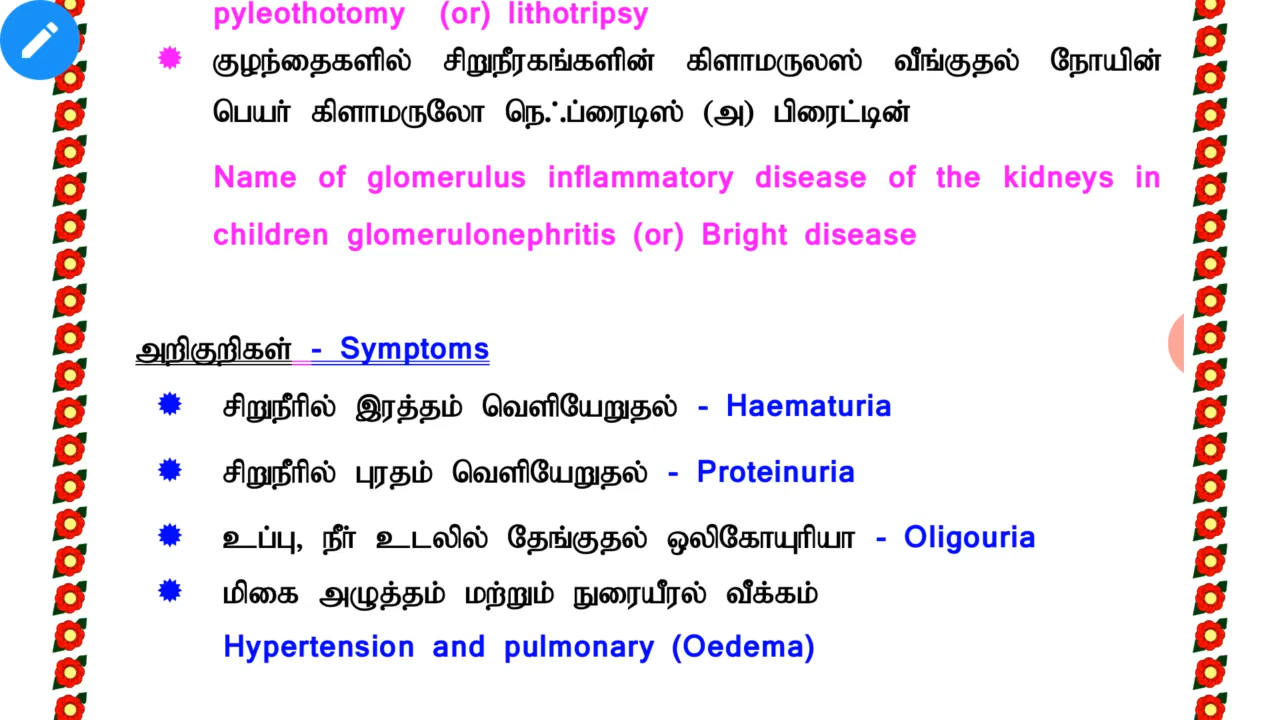 pyleothotomy (or) lithotripsy
குழந்தைகளில் சிறுநீரகங்களின் கிளாமருலஸ் வீங்குதல் நோயின்
பெயர் கிளாமருலோ நெஃப்ரைடிஸ் (அ) பிரைட்டின்
Name of glomerulus inflammatory disease of the kidneys in
children glomerulonephritis (or) Bright disease
அறிகுறிகள் - Symptoms
சிறுநீரில் இரத்தம் வெளியேறுதல் - Haematuria
சிறுநீரில் புரதம் வெளியேறுதல் - Proteinuria
உப்பு, நீர் உடலில் தேங்குதல் ஒலிகோயுரியா - Oligouria
மிகை அழுத்தம் மற்றும் நுரையீரல் வீக்கம்
Hypertension and pulmonary (Oedema)